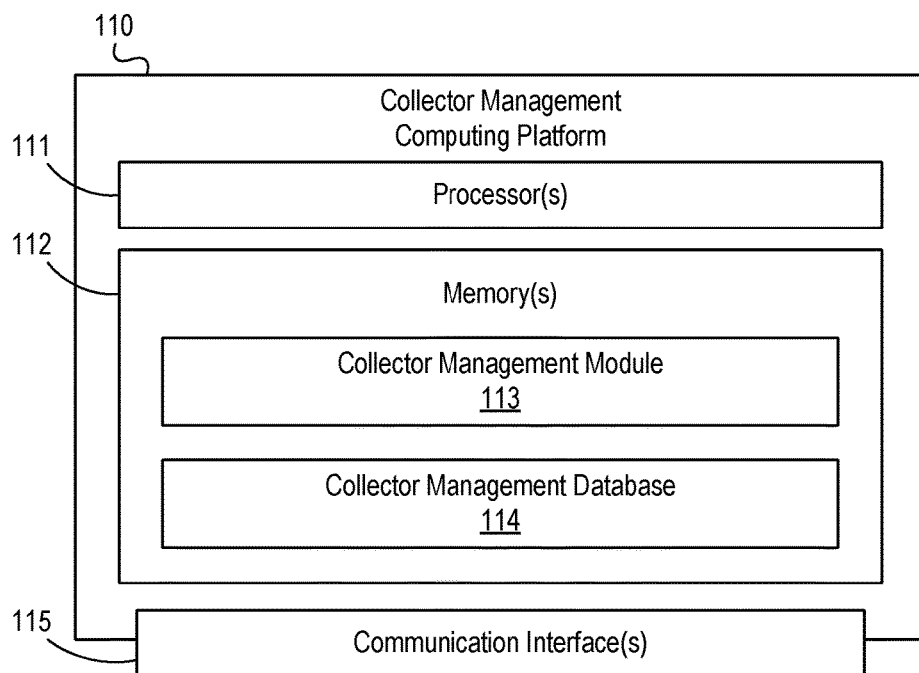 110
Collector Management
Computing Platform
111
Processor(s)
112
Memory(s)
Collector Management Module
113
Collector Management Database
114
115
Communication Interface(s)